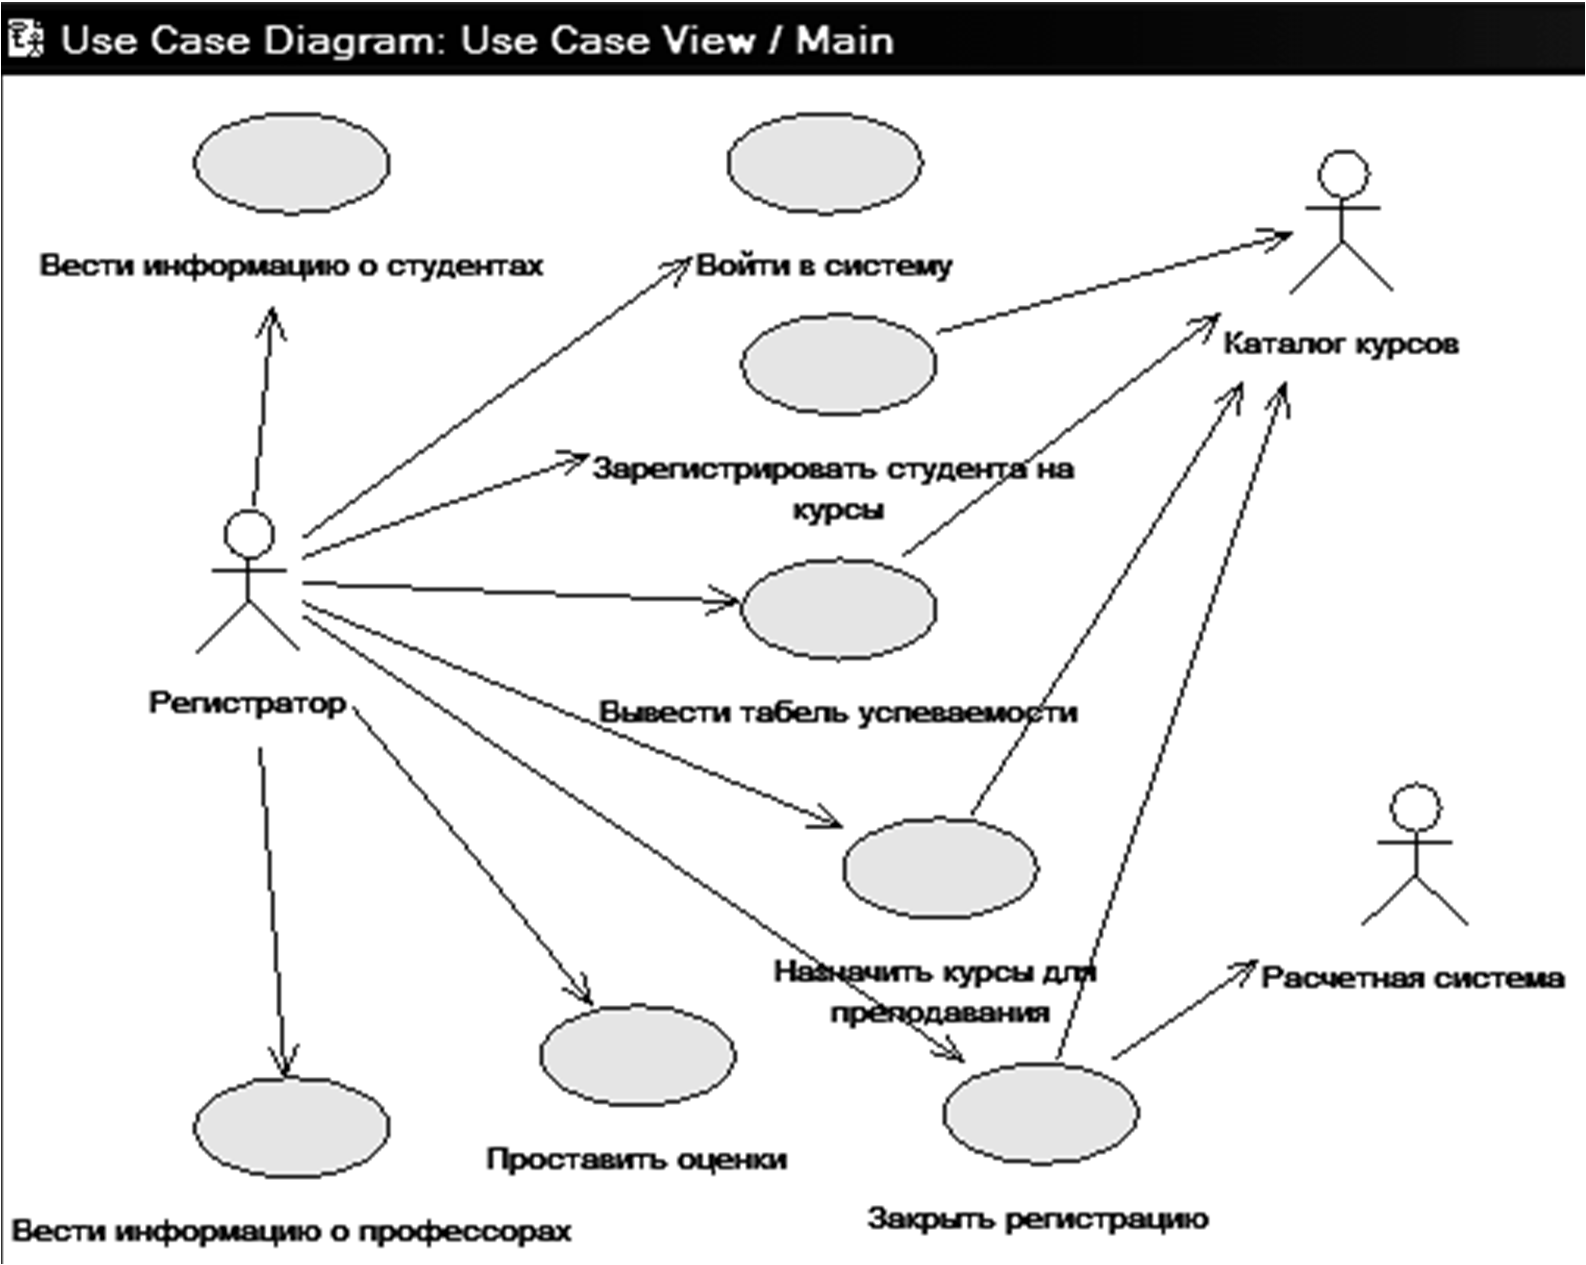 Use Case Diagram: Use Case View / Main
Вести информацию о студентах
Войти в систему
Каталог курсов
Зарегистрировать студента на
курсы
Регистратор
Вывести табель успеваемости
Назначить курсы для
преподавания
Расчетная система
Проставить оценки
Закрыть регистрацию
Вести информацию о профессорах